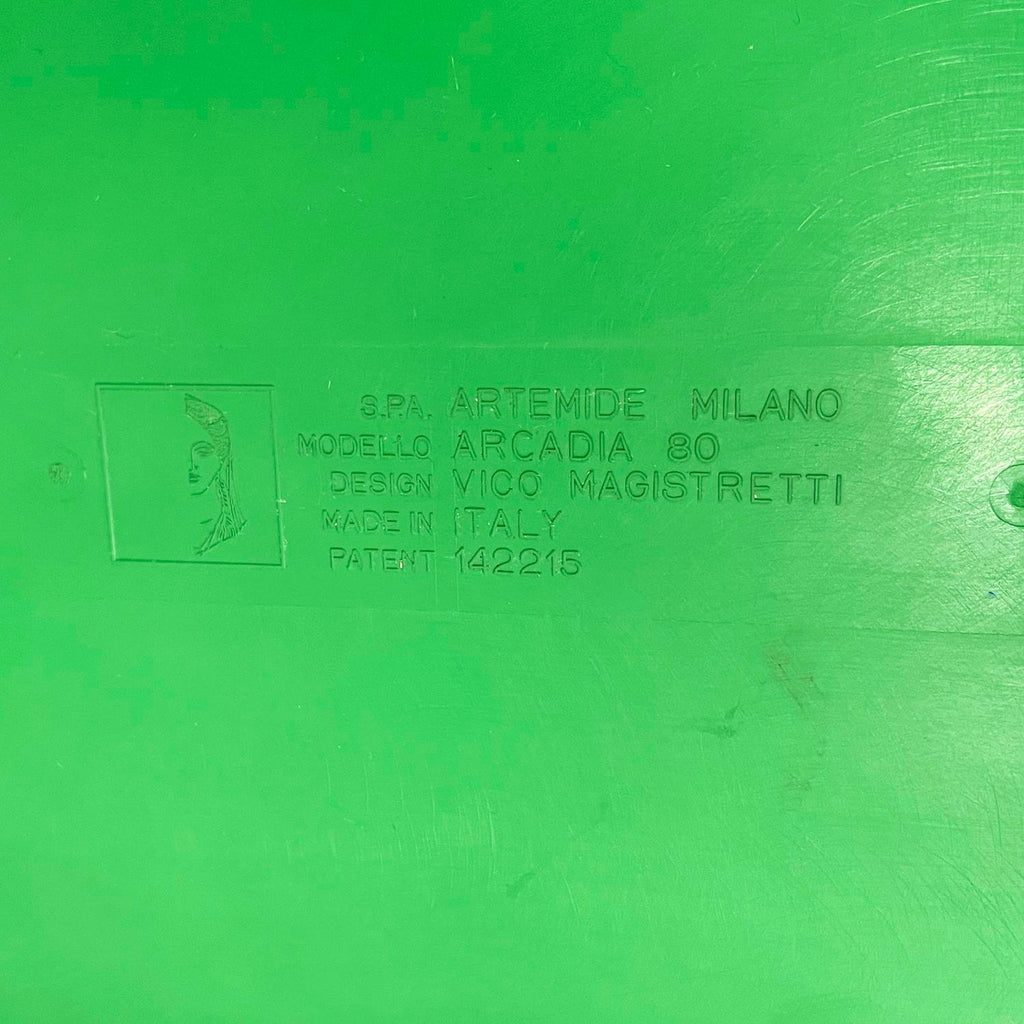 S.P.A. ARTEMIDE MILANO
MODELLO ARCADIA 80
DESIGN VICO MAGISTRETTI
MADE IN ITALY
PATENT 142215